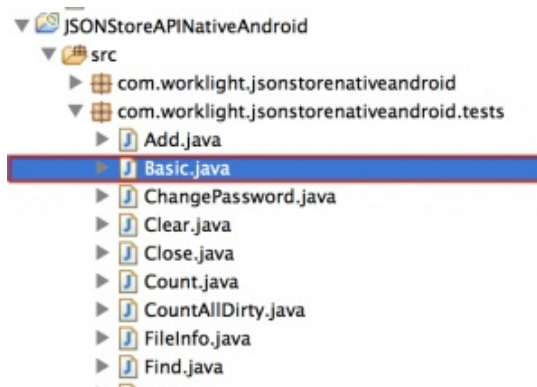 JSONStoreAPINativeAndroid
src
com.worklight.jsonstorenativeandroid
com.worklight.jsonstorenativeandroid.tests
Add.java
Basic.java
ChangePassword.java
Clear.java
Close.java
Count.java
CountAllDirty.java
FileInfo.java
Find.java